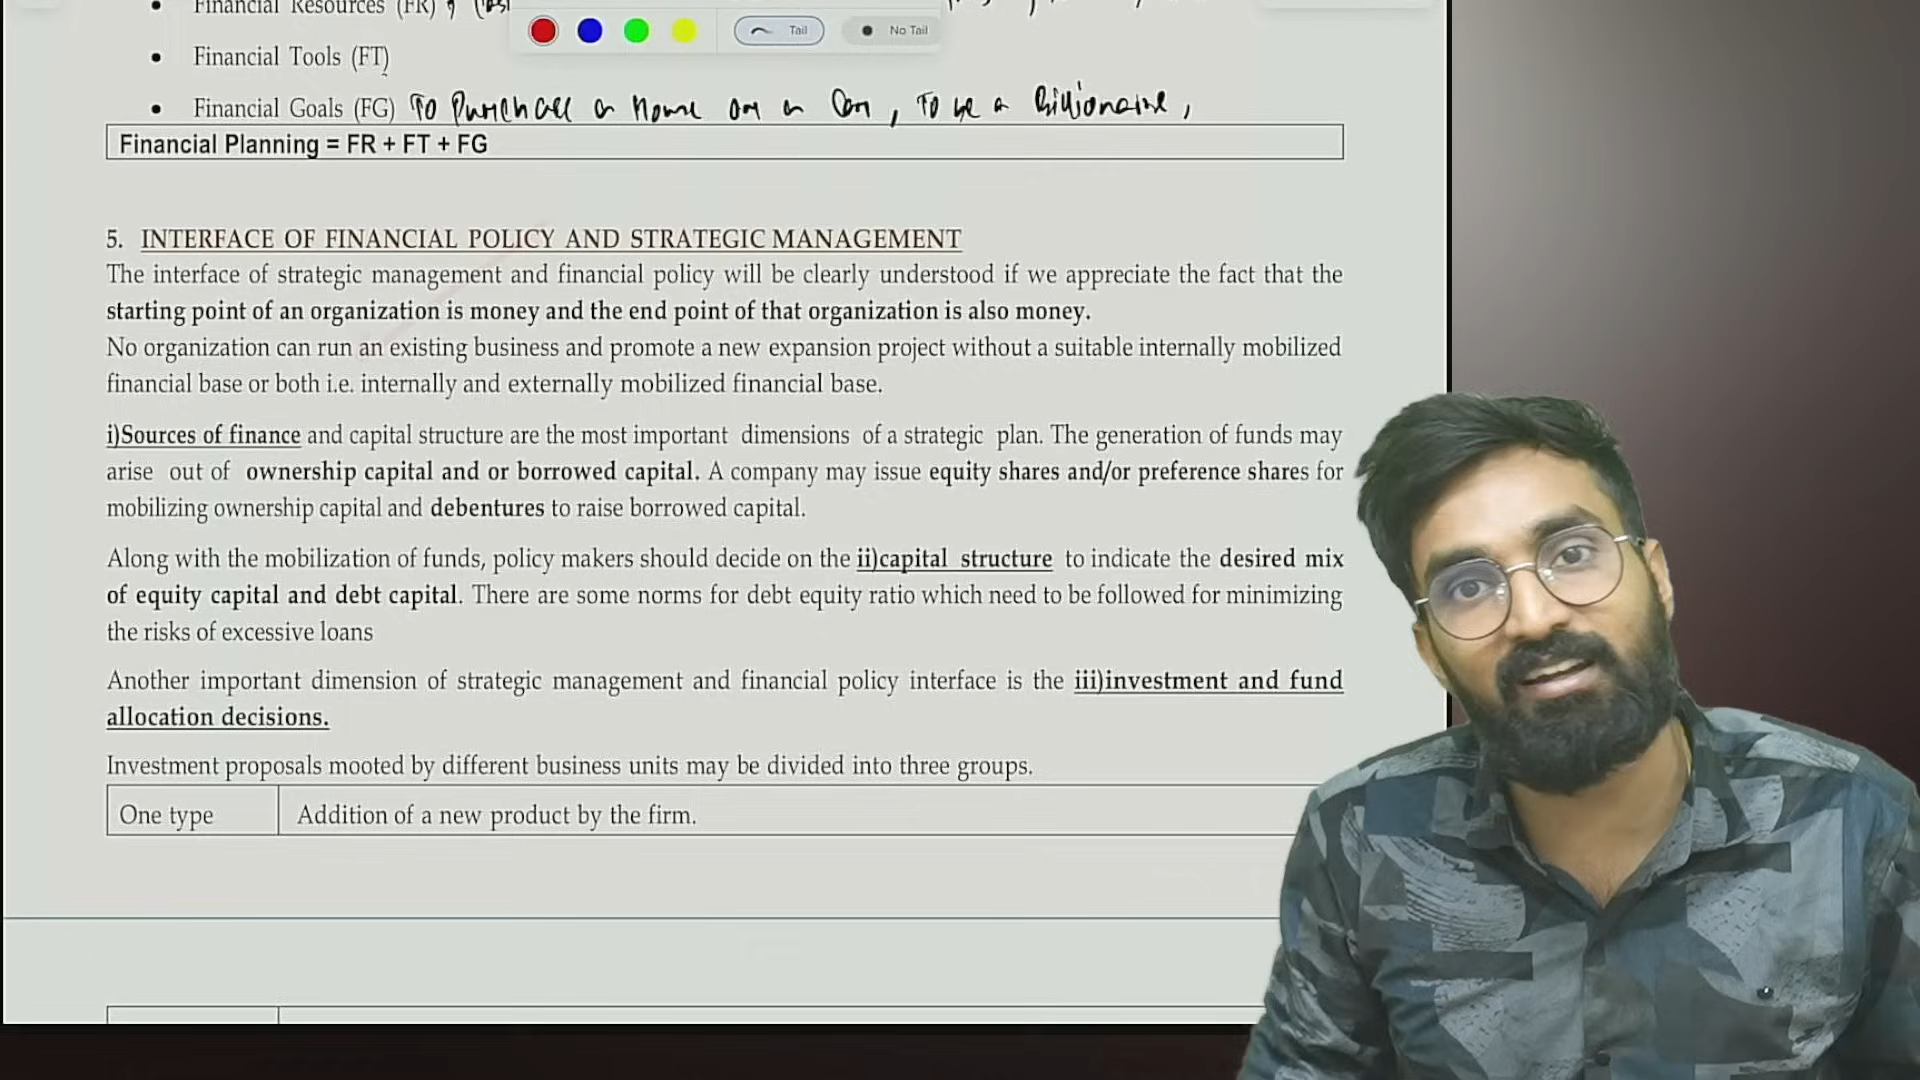 Financial Resources (FR)
Tail
No Tail
Financial Tools (FT)
Financial Goals (FG) To Purchase a Home or a Car, To be a Billionaire,
Financial Planning = FR + FT + FG
5. INTERFACE OF FINANCIAL POLICY AND STRATEGIC MANAGEMENT
The interface of strategic management and financial policy will be clearly understood if we appreciate the fact that the
starting point of an organization is money and the end point of that organization is also money.
No organization can run an existing business and promote a new expansion project without a suitable internally mobilized
financial base or both i.e. internally and externally mobilized financial base.
i)Sources of finance and capital structure are the most important dimensions of a strategic plan. The generation of funds may
arise out of ownership capital and or borrowed capital. A company may issue equity shares and/or preference shares for
mobilizing ownership capital and debentures to raise borrowed capital.
Along with the mobilization of funds, policy makers should decide on the ii)capital structure to indicate the desired mix
of equity capital and debt capital. There are some norms for debt equity ratio which need to be followed for minimizing
the risks of excessive loans
Another important dimension of strategic management and financial policy interface is the iii)investment and fund
allocation decisions.
Investment proposals mooted by different business units may be divided into three groups.
One type Addition of a new product by the firm.